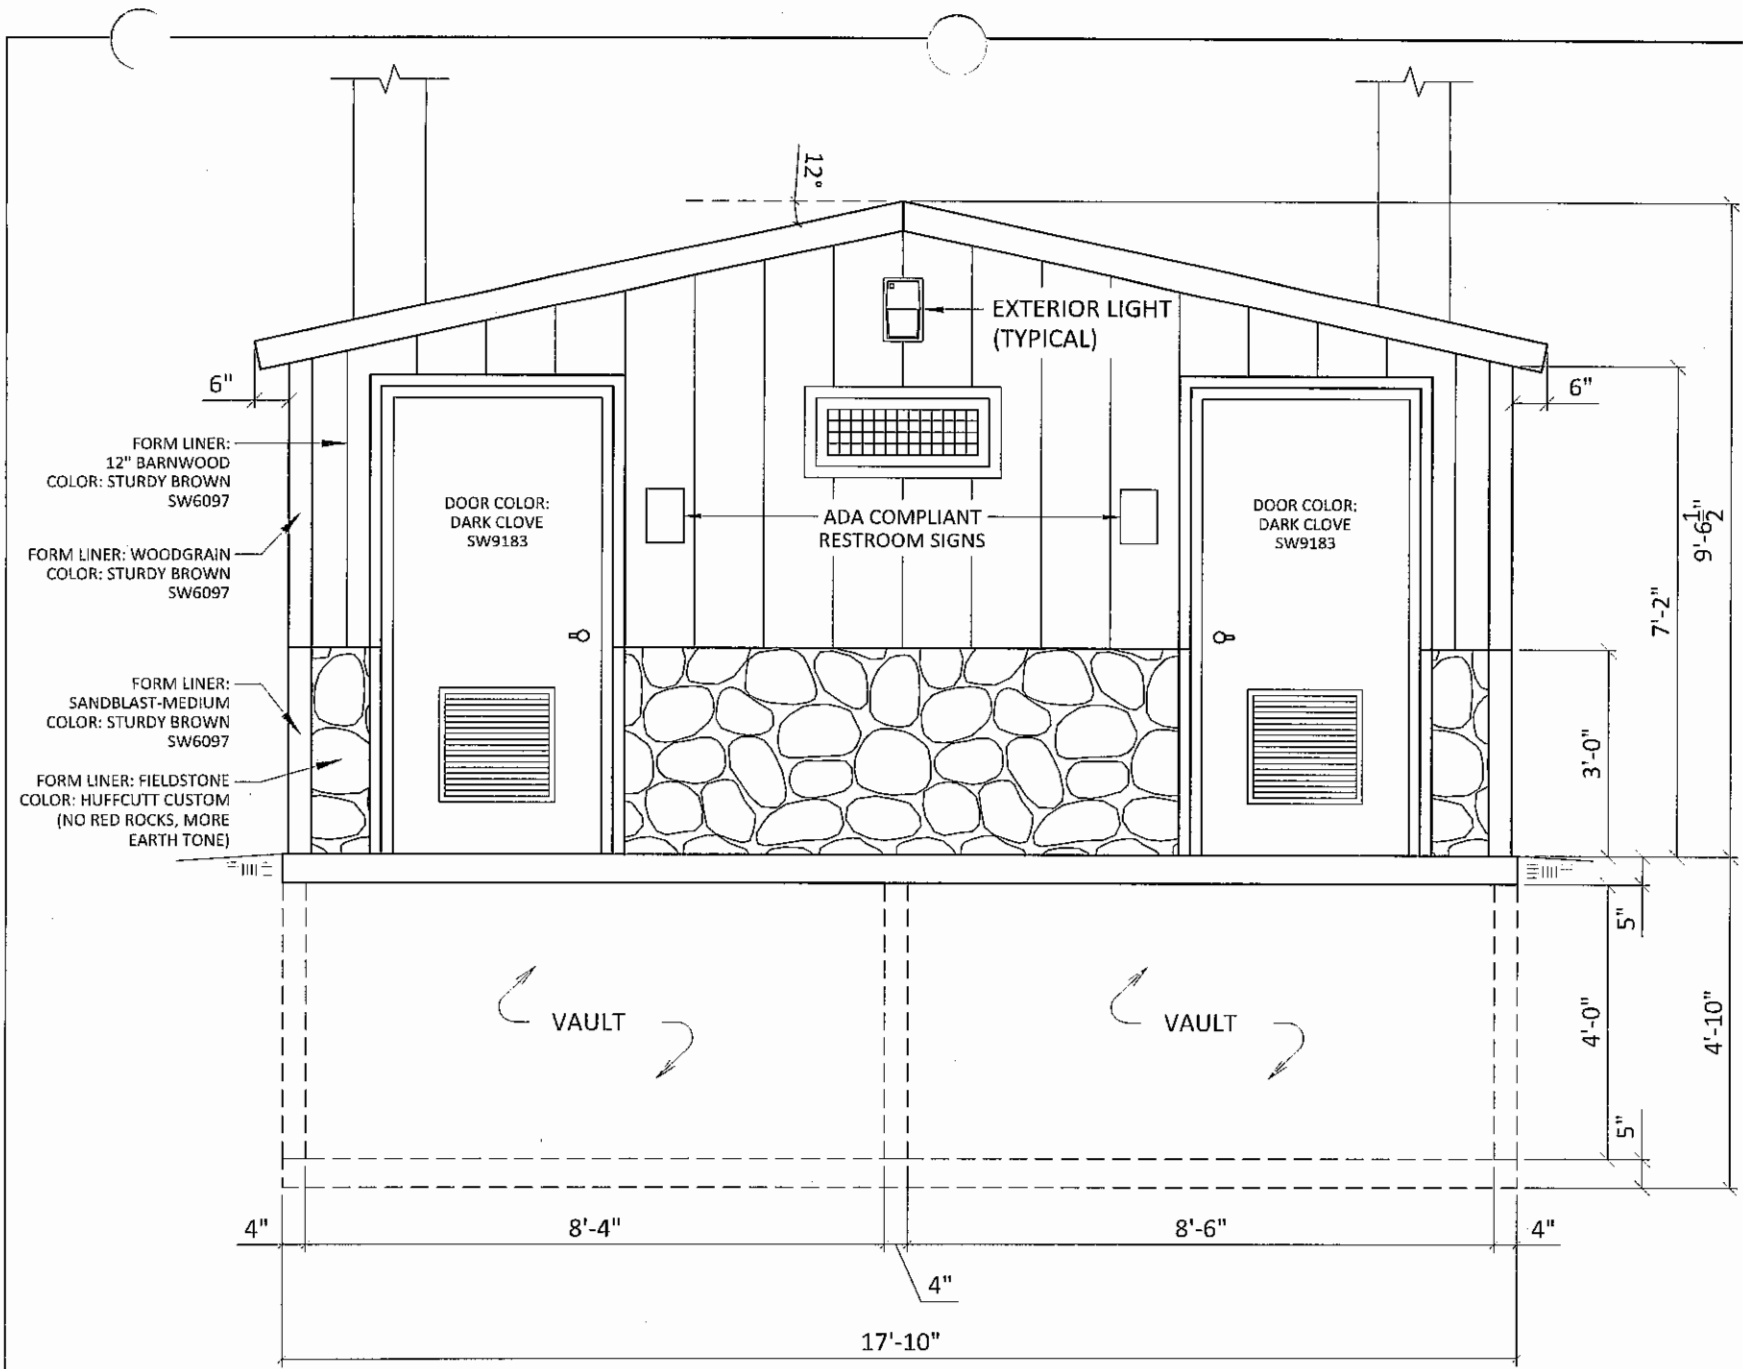 12°
EXTERIOR LIGHT
(TYPICAL)
6"
6"
FORM LINER:
12" BARNWOOD
COLOR: STURDY BROWN
SW6097
DOOR COLOR:
DARK CLOVE
SW9183
ADA COMPLIANT
RESTROOM SIGNS
DOOR COLOR:
DARK CLOVE
SW9183
9'-6 1/2"
FORM LINER: WOODGRAIN
COLOR: STURDY BROWN
SW6097
7'-2"
FORM LINER:
SANDBLAST-MEDIUM
COLOR: STURDY BROWN
SW6097
3'-0"
FORM LINER: FIELDSTONE
COLOR: HUFFCUTT CUSTOM
(NO RED ROCKS, MORE
EARTH TONE)
5"
VAULT
VAULT
4'-0"
4'-10"
5"
4"
8'-4"
8'-6"
4"
4"
17'-10"